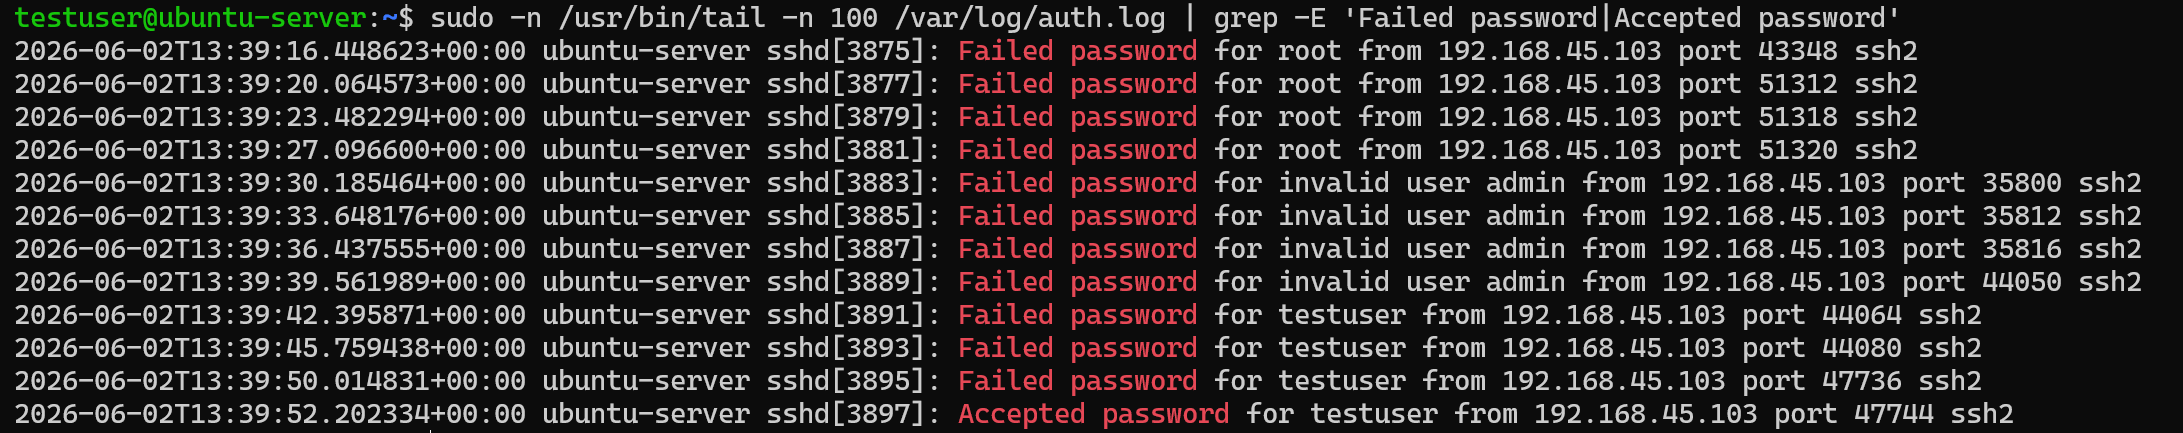 testuser@ubuntu-server:~$ sudo -n /usr/bin/tail -n 100 /var/log/auth.log | grep -E 'Failed password|Accepted password'
2026-06-02T13:39:16.448623+00:00 ubuntu-server sshd[3875]: Failed password for root from 192.168.45.103 port 43348 ssh2
2026-06-02T13:39:20.064573+00:00 ubuntu-server sshd[3877]: Failed password for root from 192.168.45.103 port 51312 ssh2
2026-06-02T13:39:23.482294+00:00 ubuntu-server sshd[3879]: Failed password for root from 192.168.45.103 port 51318 ssh2
2026-06-02T13:39:27.096600+00:00 ubuntu-server sshd[3881]: Failed password for root from 192.168.45.103 port 51320 ssh2
2026-06-02T13:39:30.185464+00:00 ubuntu-server sshd[3883]: Failed password for invalid user admin from 192.168.45.103 port 35800 ssh2
2026-06-02T13:39:33.648176+00:00 ubuntu-server sshd[3885]: Failed password for invalid user admin from 192.168.45.103 port 35812 ssh2
2026-06-02T13:39:36.437555+00:00 ubuntu-server sshd[3887]: Failed password for invalid user admin from 192.168.45.103 port 35816 ssh2
2026-06-02T13:39:39.561989+00:00 ubuntu-server sshd[3889]: Failed password for invalid user admin from 192.168.45.103 port 44050 ssh2
2026-06-02T13:39:42.395871+00:00 ubuntu-server sshd[3891]: Failed password for testuser from 192.168.45.103 port 44064 ssh2
2026-06-02T13:39:45.759438+00:00 ubuntu-server sshd[3893]: Failed password for testuser from 192.168.45.103 port 44080 ssh2
2026-06-02T13:39:50.014831+00:00 ubuntu-server sshd[3895]: Failed password for testuser from 192.168.45.103 port 47736 ssh2
2026-06-02T13:39:52.202334+00:00 ubuntu-server sshd[3897]: Accepted password for testuser from 192.168.45.103 port 47744 ssh2